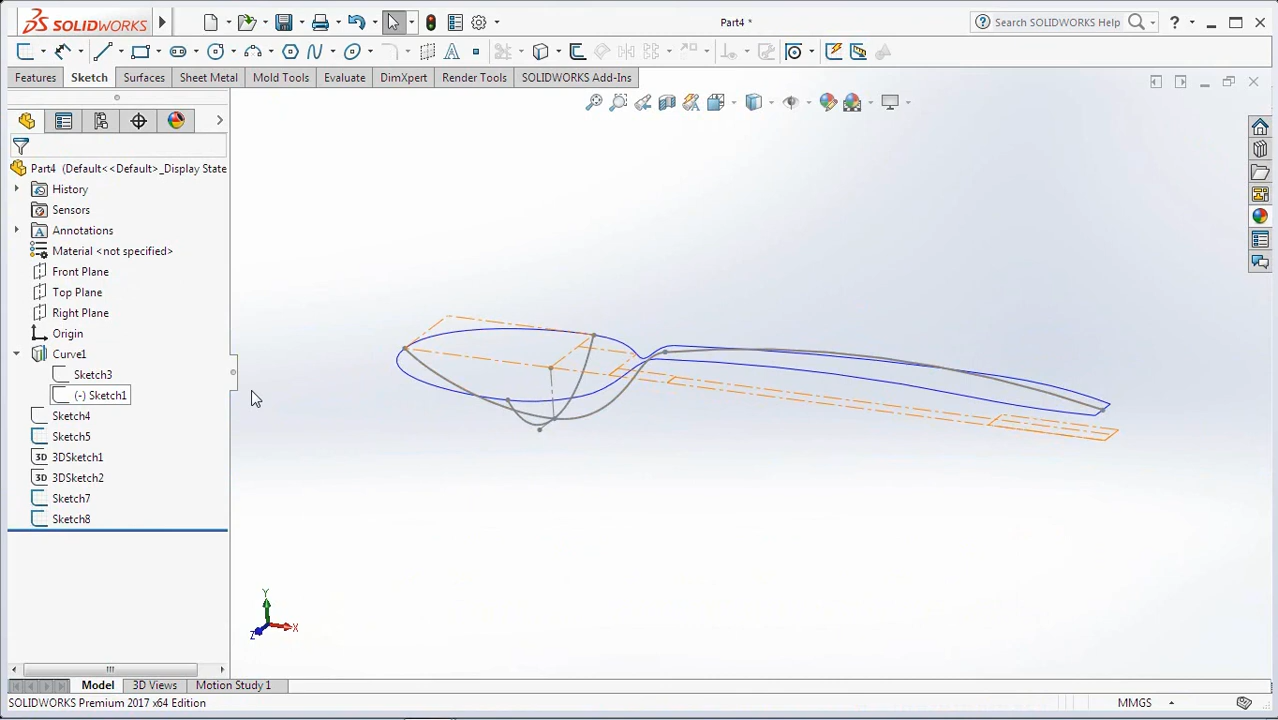 SOLIDWORKS
Part4 *
Search SOLIDWORKS Help
?
Features Sketch Surfaces Sheet Metal Mold Tools Evaluate DimXpert Render Tools SOLIDWORKS Add-Ins
Part4 (Default<<Default>_Display State
History
Sensors
Annotations
Material <not specified>
Front Plane
Top Plane
Right Plane
Origin
Curve1
Sketch3
(-) Sketch1
Sketch4
Sketch5
3D 3DSketch1
3D 3DSketch2
Sketch7
Sketch8
Y
X
Z
Model 3D Views Motion Study 1
SOLIDWORKS Premium 2017 x64 Edition
MMGS